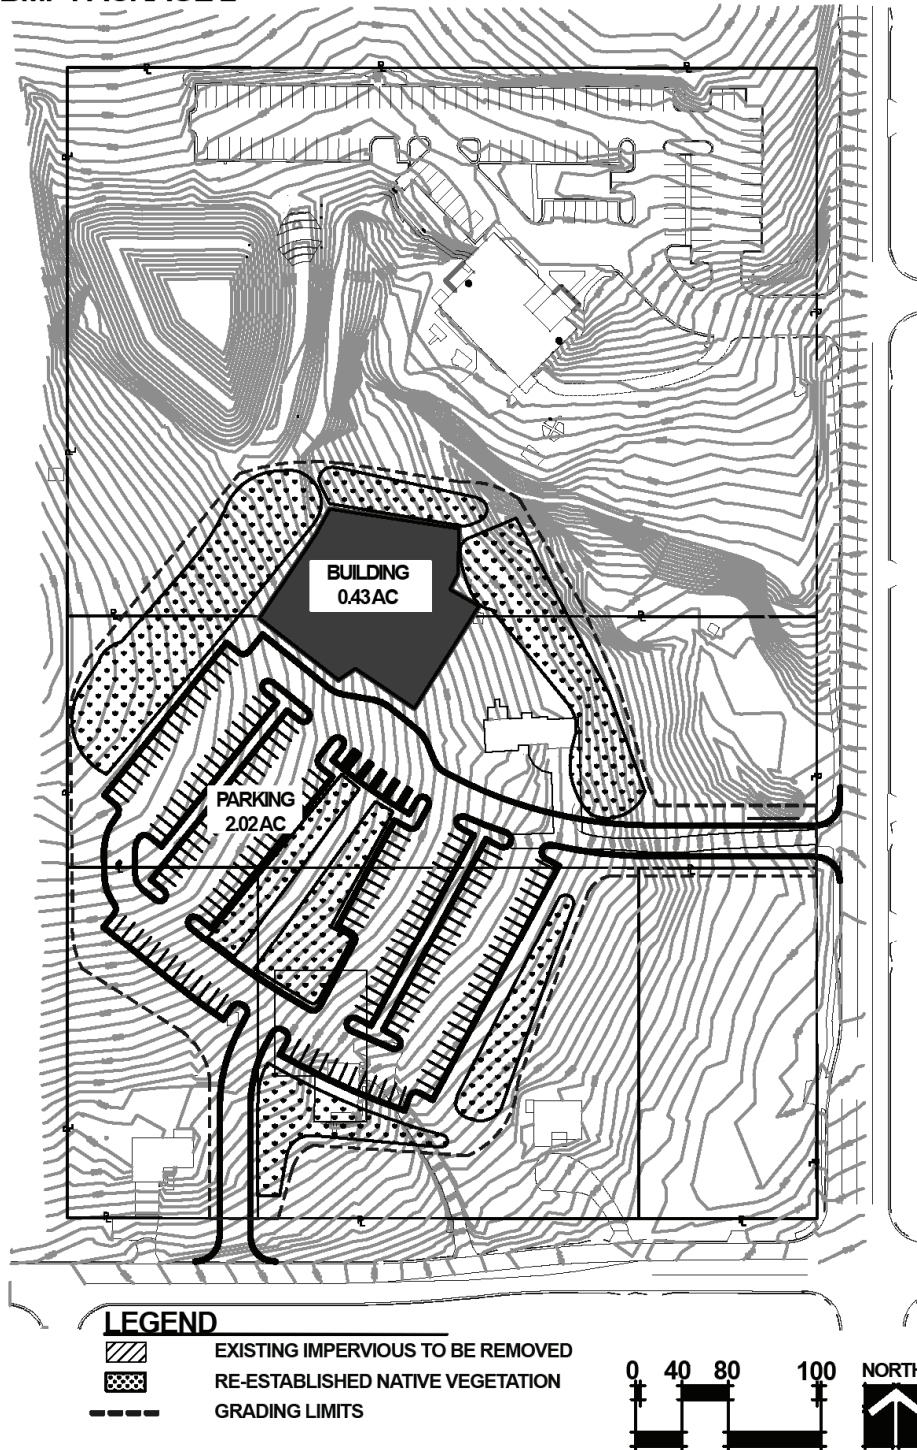 BUILDING
0.43 AC
PARKING
2.02 AC
LEGEND
EXISTING IMPERVIOUS TO BE REMOVED
RE-ESTABLISHED NATIVE VEGETATION
GRADING LIMITS
0 40 80 100
NORTH